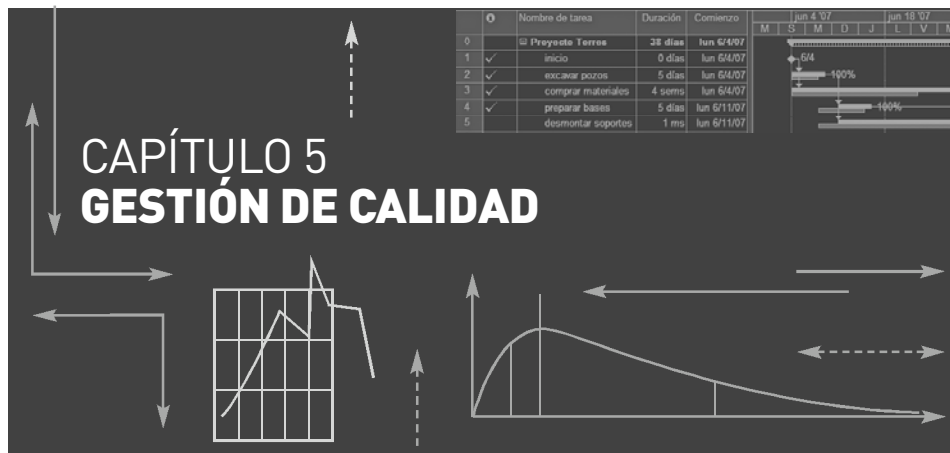 Nombre de tarea Duración Comienzo jun 4 '07 jun 18 '07
M S M D J L V
0 Proyecto Torres 38 días lun 6/4/07
1 inicio 0 días lun 6/4/07 6/4
2 excavar pozos 5 días lun 6/4/07 100%
3 comprar materiales 4 sems lun 6/4/07
4 preparar bases 5 días lun 6/11/07 100%
5 desmontar soportes 1 ms lun 6/11/07
CAPÍTULO 5
GESTIÓN DE CALIDAD